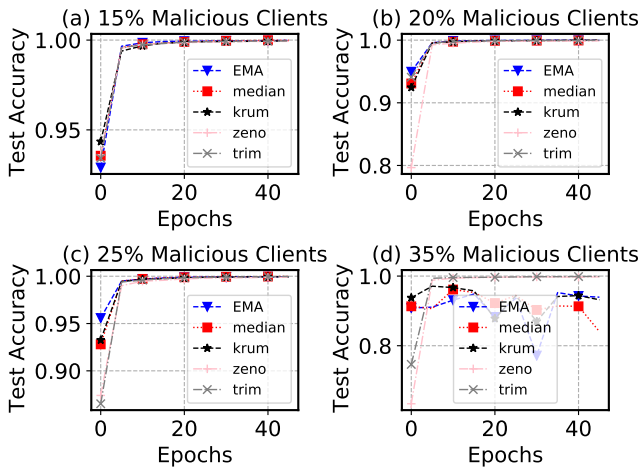 (a) 15% Malicious Clients
1.00
0.95
Test Accuracy
EMA
median
krum
zeno
trim
0 20 40
Epochs
(b) 20% Malicious Clients
1.0
0.9
0.8
Test Accuracy
EMA
median
krum
zeno
trim
0 20 40
Epochs
(c) 25% Malicious Clients
1.00
0.95
0.90
Test Accuracy
EMA
median
krum
zeno
trim
0 20 40
Epochs
(d) 35% Malicious Clients
1.0
0.8
Test Accuracy
EMA
median
krum
zeno
trim
0 20 40
Epochs